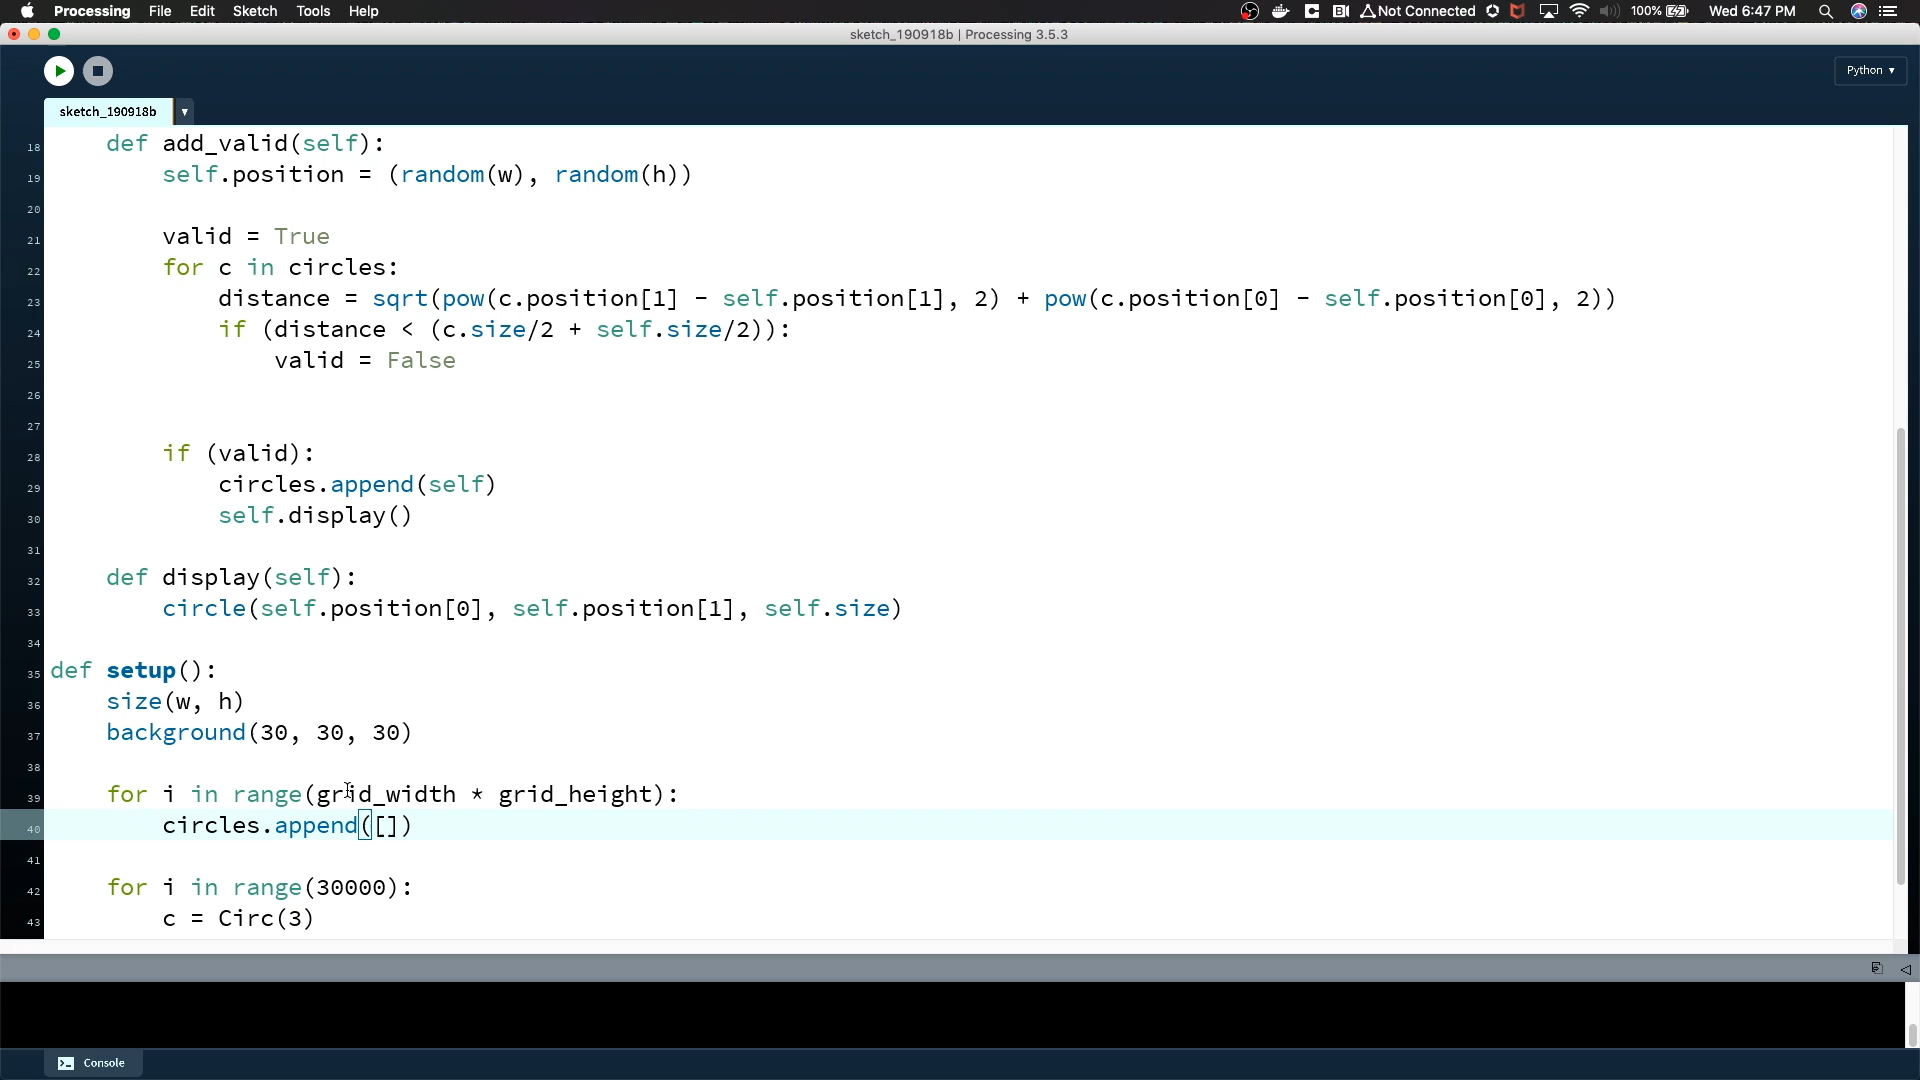 Processing File Edit Sketch Tools Help Not Connected 100% Wed 6:47 PM
sketch_190918b | Processing 3.5.3
Python
sketch_190918b
18 def add_valid(self):
19 self.position = (random(w), random(h))
20
21 valid = True
22 for c in circles:
23 distance = sqrt(pow(c.position[1] - self.position[1], 2) + pow(c.position[0] - self.position[0], 2))
24 if (distance < (c.size/2 + self.size/2)):
25 valid = False
26
27
28 if (valid):
29 circles.append(self)
30 self.display()
31
32 def display(self):
33 circle(self.position[0], self.position[1], self.size)
34
35 def setup():
36 size(w, h)
37 background(30, 30, 30)
38
39 for i in range(grid_width * grid_height):
40 circles.append([])
41
42 for i in range(30000):
43 c = Circ(3)
Console